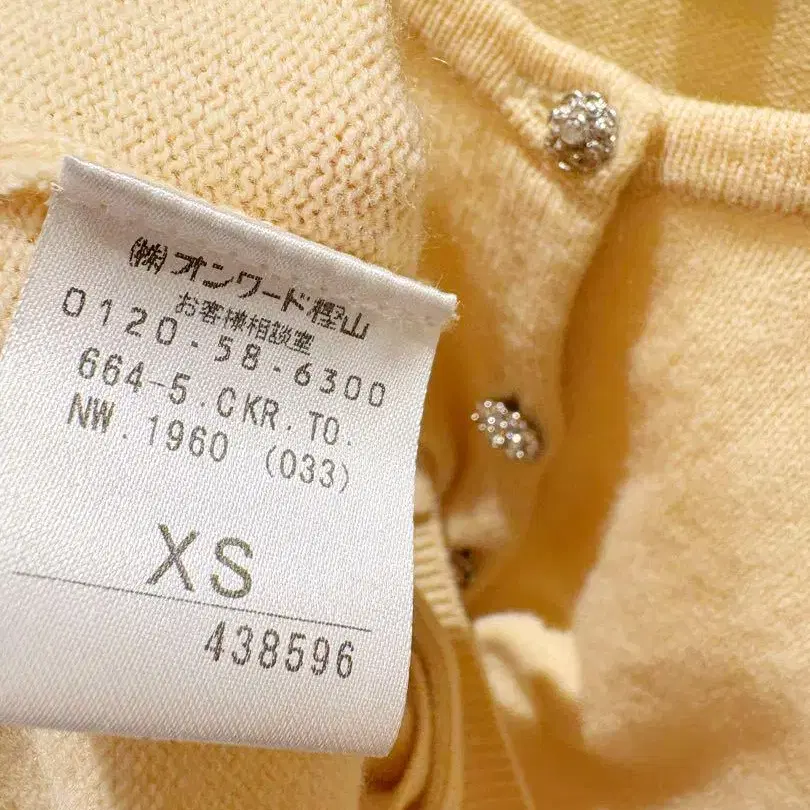 ㈱オンワード樫山
お客様相談室
0120・58・6300
664-5.CKR.TO.
NW.1960 (033)
XS
438596